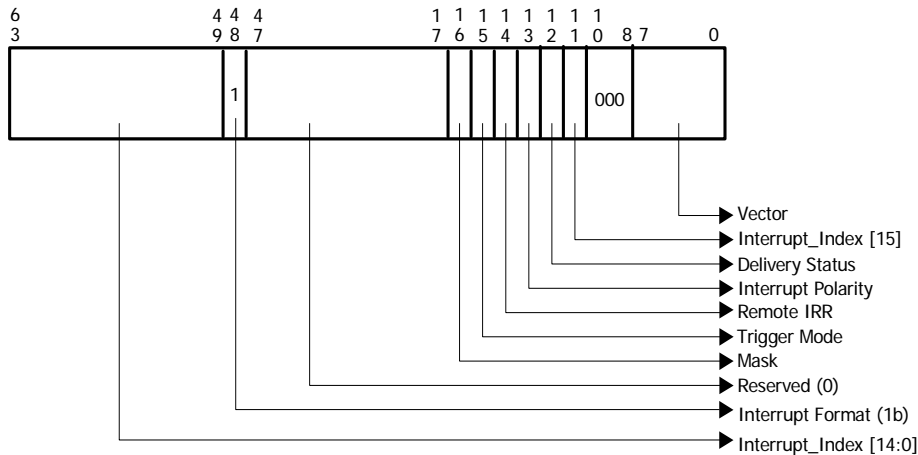 6 4 4 4 1 1 1 1 1 1 1 1
3 9 8 7 7 6 5 4 3 2 1 0 8 7 0
1
000
Vector
Interrupt_Index [15]
Delivery Status
Interrupt Polarity
Remote IRR
Trigger Mode
Mask
Reserved (0)
Interrupt Format (1b)
Interrupt_Index [14:0]